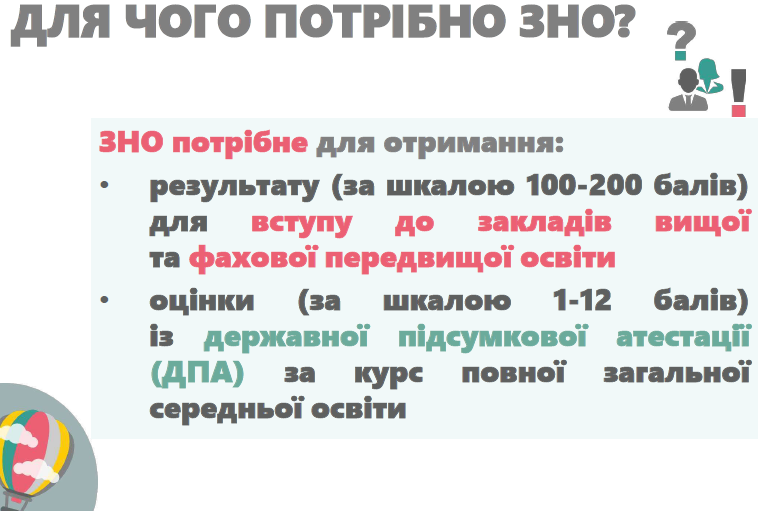 ДЛЯ ЧОГО ПОТРІБНО ЗНО?
?
!
ЗНО потрібне для отримання:
• результату (за шкалою 100-200 балів)
для вступу до закладів вищої
та фахової передвищої освіти
• оцінки (за шкалою 1-12 балів)
із державної підсумкової атестації
(ДПА) за курс повної загальної
середньої освіти